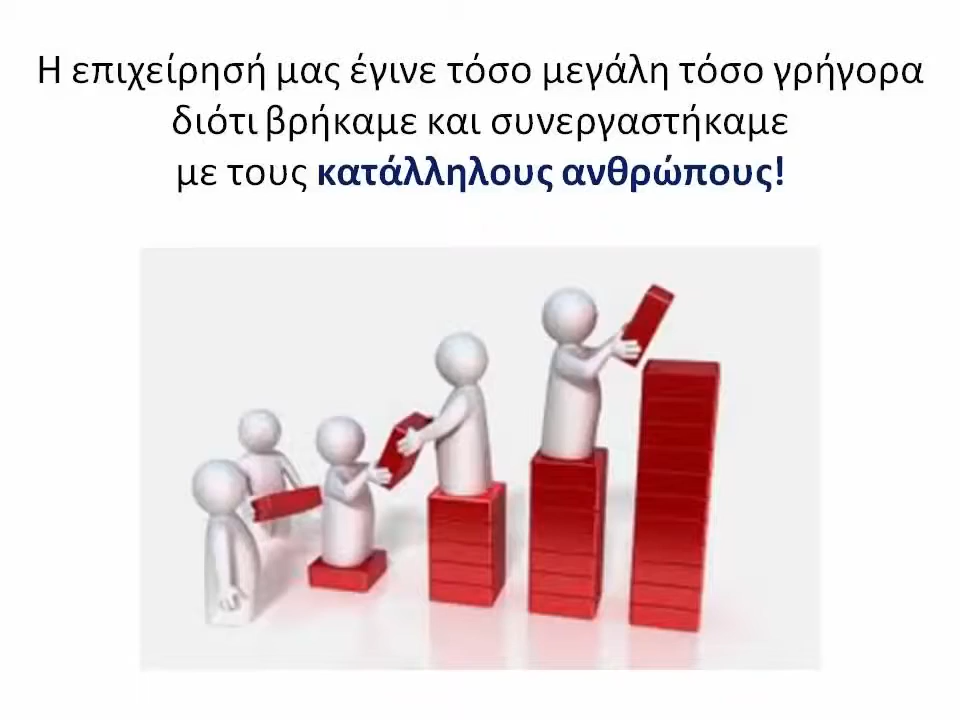 Η επιχείρησή μας έγινε τόσο μεγάλη τόσο γρήγορα
διότι βρήκαμε και συνεργαστήκαμε
με τους κατάλληλους ανθρώπους!